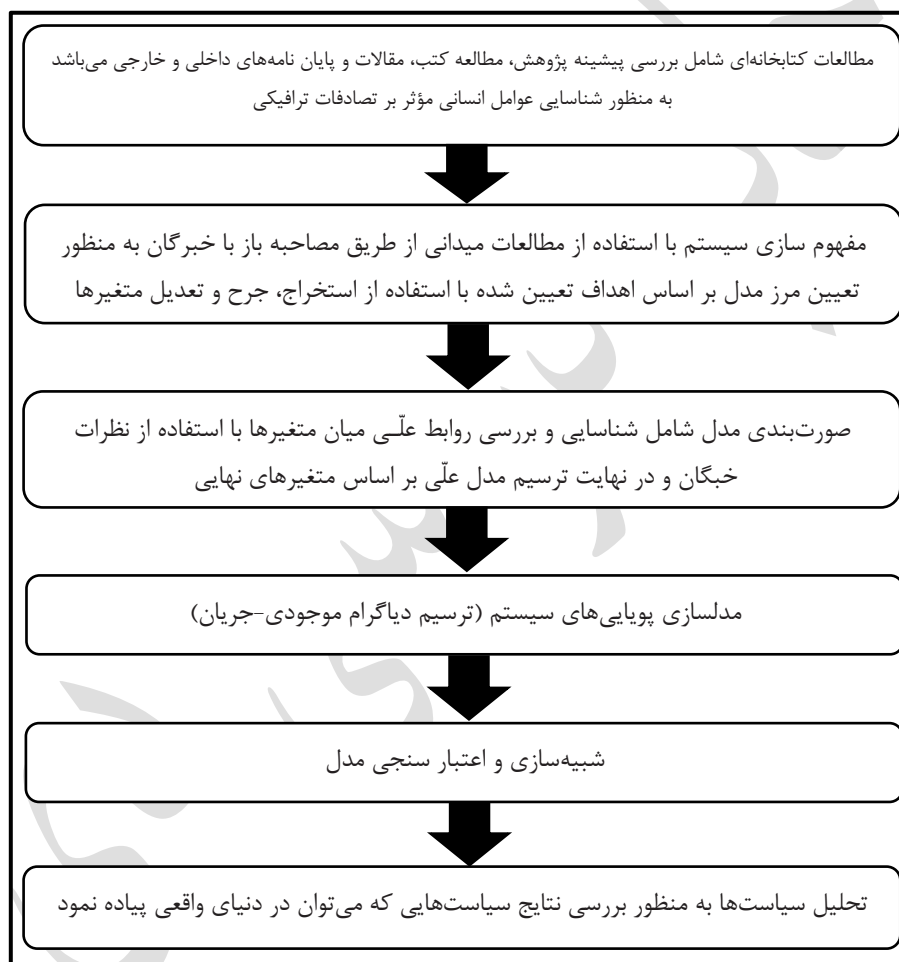 مطالعات کتابخانه‌ای شامل بررسی پیشینه پژوهش، مطالعه کتب، مقالات و پایان نامه‌های داخلی و خارجی می‌باشد
به منظور شناسایی عوامل انسانی مؤثر بر تصادفات ترافیکی
مفهوم سازی سیستم با استفاده از مطالعات میدانی از طریق مصاحبه باز با خبرگان به منظور
تعیین مرز مدل بر اساس اهداف تعیین شده با استفاده از استخراج، جرح و تعدیل متغیرها
صورت‌بندی مدل شامل شناسایی و بررسی روابط علّـی میان متغیرها با استفاده از نظرات
خبگان و در نهایت ترسیم مدل علّی بر اساس متغیرهای نهایی
مدلسازی پویایی‌های سیستم (ترسیم دیاگرام موجودی-جریان)
شبیه‌سازی و اعتبار سنجی مدل
تحلیل سیاست‌ها به منظور بررسی نتایج سیاست‌هایی که می‌توان در دنیای واقعی پیاده نمود